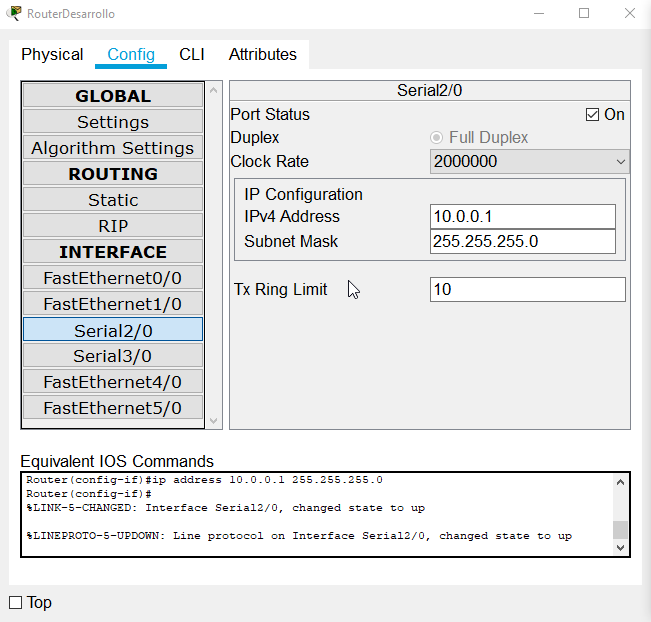 RouterDesarrollo
Physical Config CLI Attributes
GLOBAL
Settings
Algorithm Settings
ROUTING
Static
RIP
INTERFACE
FastEthernet0/0
FastEthernet1/0
Serial2/0
Serial3/0
FastEthernet4/0
FastEthernet5/0
Serial2/0
Port Status On
Duplex Full Duplex
Clock Rate 2000000
IP Configuration
IPv4 Address 10.0.0.1
Subnet Mask 255.255.255.0
Tx Ring Limit 10
Equivalent IOS Commands
Router(config-if)#ip address 10.0.0.1 255.255.255.0
Router(config-if)#
%LINK-5-CHANGED: Interface Serial2/0, changed state to up
%LINEPROTO-5-UPDOWN: Line protocol on Interface Serial2/0, changed state to up
Top